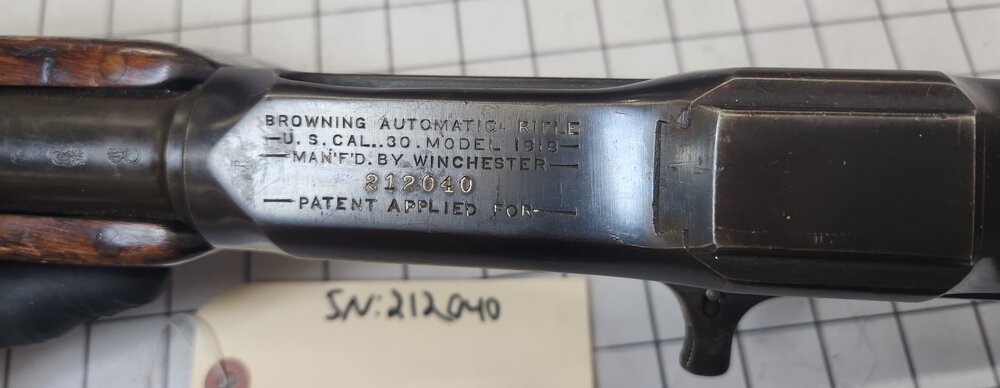 BROWNING AUTOMATIC RIFLE
U. S. CAL..30. MODEL 1918
MAN'F'D. BY WINCHESTER
212040
PATENT APPLIED FOR
SN: 212040